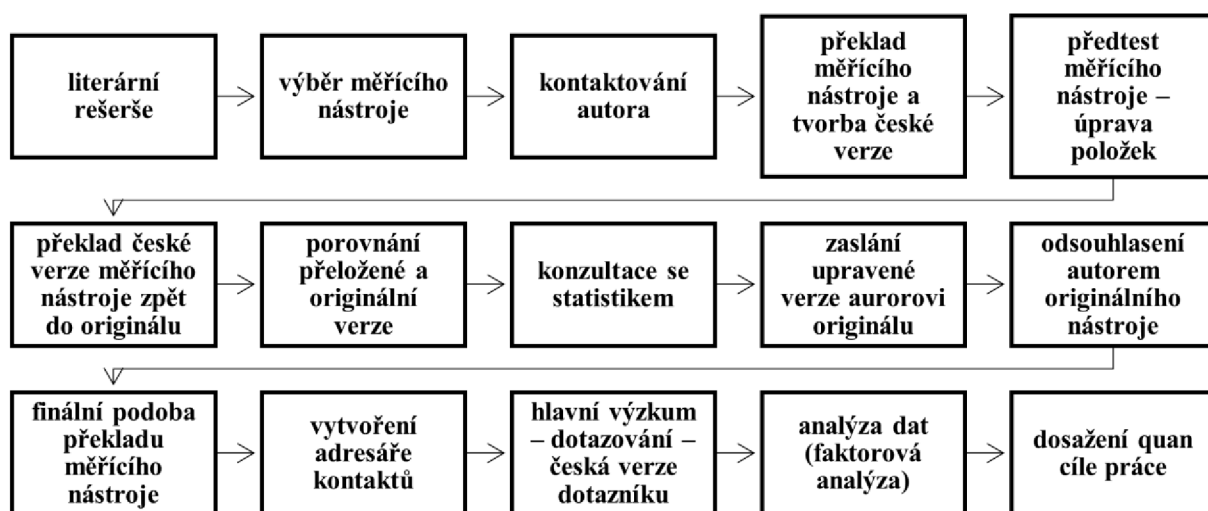 literární
rešerše
výběr měřícího
nástroje
kontaktování
autora
překlad
měřícího
nástroje a
tvorba české
verze
předtest
měřícího
nástroje –
úprava
položek
překlad české
verze měřícího
nástroje zpět
do originálu
porovnání
přeložené a
originální
verze
konzultace se
statistikem
zaslání
upravené
verze aurorovi
originálu
odsouhlasení
autorem
originálního
nástroje
finální podoba
překladu
měřícího
nástroje
vytvoření
adresáře
kontaktů
hlavní výzkum
– dotazování –
česká verze
dotazníku
analýza dat
(faktorová
analýza)
dosažení quan
cíle práce